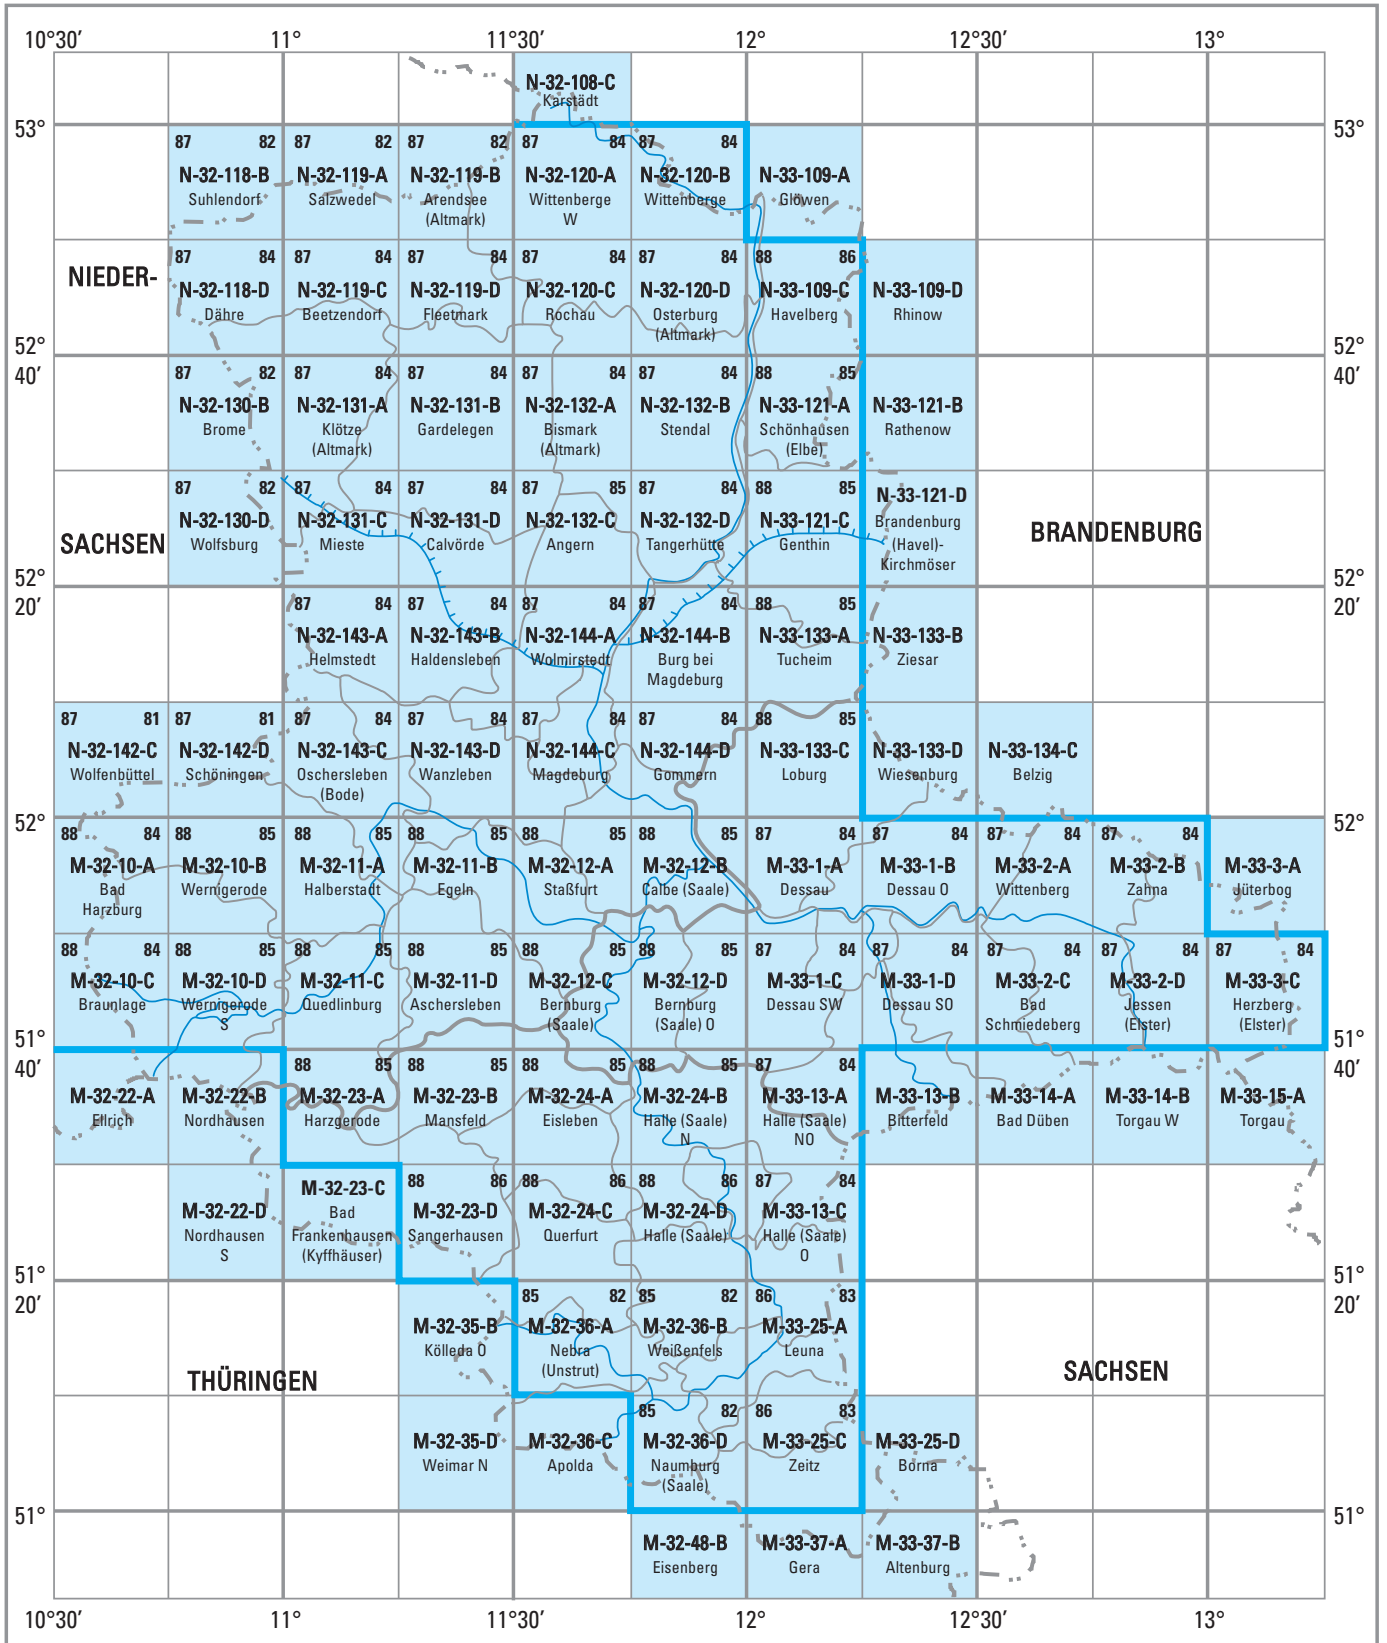 10°30′ 11° 11°30′ 12° 12°30′ 13°
N-32-108-C
Karstädt
53° 53°
87 82 87 82 87 82 87 84 87 84
N-32-118-B N-32-119-A N-32-119-B N-32-120-A N-32-120-B N-33-109-A
Suhlendorf Salzwedel Arendsee Wittenberge Wittenberge Glöwen
(Altmark) W
87 84 87 84 87 84 87 84 87 84 88 86
NIEDER-
N-32-118-D N-32-119-C N-32-119-D N-32-120-C N-32-120-D N-33-109-C N-33-109-D
Dähre Beetzendorf Fleetmark Rochau Osterburg Havelberg Rhinow
(Altmark)
52° 52°
40′ 40′
87 82 87 84 87 84 87 84 87 84 88 85
N-32-130-B N-32-131-A N-32-131-B N-32-132-A N-32-132-B N-33-121-A N-33-121-B
Brome Klötze Gardelegen Bismark Stendal Schönhausen Rathenow
(Altmark) (Altmark) (Elbe)
87 82 87 84 87 84 87 85 87 84 88 85
N-32-130-D N-32-131-C N-32-131-D N-32-132-C N-32-132-D N-33-121-C N-33-121-D
SACHSEN Wolfsburg Mieste Calvörde Angern Tangerhütte Genthin Brandenburg BRANDENBURG
(Havel)-
Kirchmöser
52° 52°
20′ 20′
87 84 87 84 87 84 87 84 88 85
N-32-143-A N-32-143-B N-32-144-A N-32-144-B N-33-133-A N-33-133-B
Helmstedt Haldensleben Wolmirstedt Burg bei Tucheim Ziesar
Magdeburg
87 81 87 81 87 84 87 84 87 84 87 84 88 85
N-32-142-C N-32-142-D N-32-143-C N-32-143-D N-32-144-C N-32-144-D N-33-133-C N-33-133-D N-33-134-C
Wolfenbüttel Schöningen Oschersleben Wanzleben Magdeburg Gommern Loburg Wiesenburg Belzig
(Bode)
52° 52°
88 84 88 85 88 85 88 85 88 85 88 85 87 84 87 84 87 84 87 84
M-32-10-A M-32-10-B M-32-11-A M-32-11-B M-32-12-A M-32-12-B M-33-1-A M-33-1-B M-33-2-A M-33-2-B M-33-3-A
Bad Wernigerode Halberstadt Egeln Staßfurt Calbe (Saale) Dessau Dessau O Wittenberg Zahna Jüterbog
Harzburg
88 84 88 85 88 85 88 85 88 85 88 85 87 84 87 84 87 84 87 84 87 84
M-32-10-C M-32-10-D M-32-11-C M-32-11-D M-32-12-C M-32-12-D M-33-1-C M-33-1-D M-33-2-C M-33-2-D M-33-3-C
Braunlage Wernigerode Quedlinburg Aschersleben Bernburg Bernburg Dessau SW Dessau SO Bad Jessen Herzberg
S (Saale) (Saale) O Schmiedeberg (Elster) (Elster)
51° 51°
40′ 40′
88 85 88 85 88 85 88 85 87 84
M-32-22-A M-32-22-B M-32-23-A M-32-23-B M-32-24-A M-32-24-B M-33-13-A M-33-13-B M-33-14-A M-33-14-B M-33-15-A
Ellrich Nordhausen Harzgerode Mansfeld Eisleben Halle (Saale) Halle (Saale) Bitterfeld Bad Düben Torgau W Torgau
N NO
88 86 88 86 88 86 87 84
M-32-22-D M-32-23-C M-32-23-D M-32-24-C M-32-24-D M-33-13-C
Nordhausen Bad Sangerhausen Querfurt Halle (Saale) Halle (Saale)
S Frankenhausen O
(Kyffhäuser)
51° 51°
20′ 20′
85 82 85 82 86 83
M-32-35-B M-32-36-A M-32-36-B M-33-25-A
Kölleda O Nebra Weißenfels Leuna
(Unstrut)
THÜRINGEN SACHSEN
85 82 86 83
M-32-35-D M-32-36-C M-32-36-D M-33-25-C M-33-25-D
Weimar N Apolda Naumburg Zeitz Borna
(Saale)
51° 51°
M-32-48-B M-33-37-A M-33-37-B
Eisenberg Gera Altenburg
10°30′ 11° 11°30′ 12° 12°30′ 13°